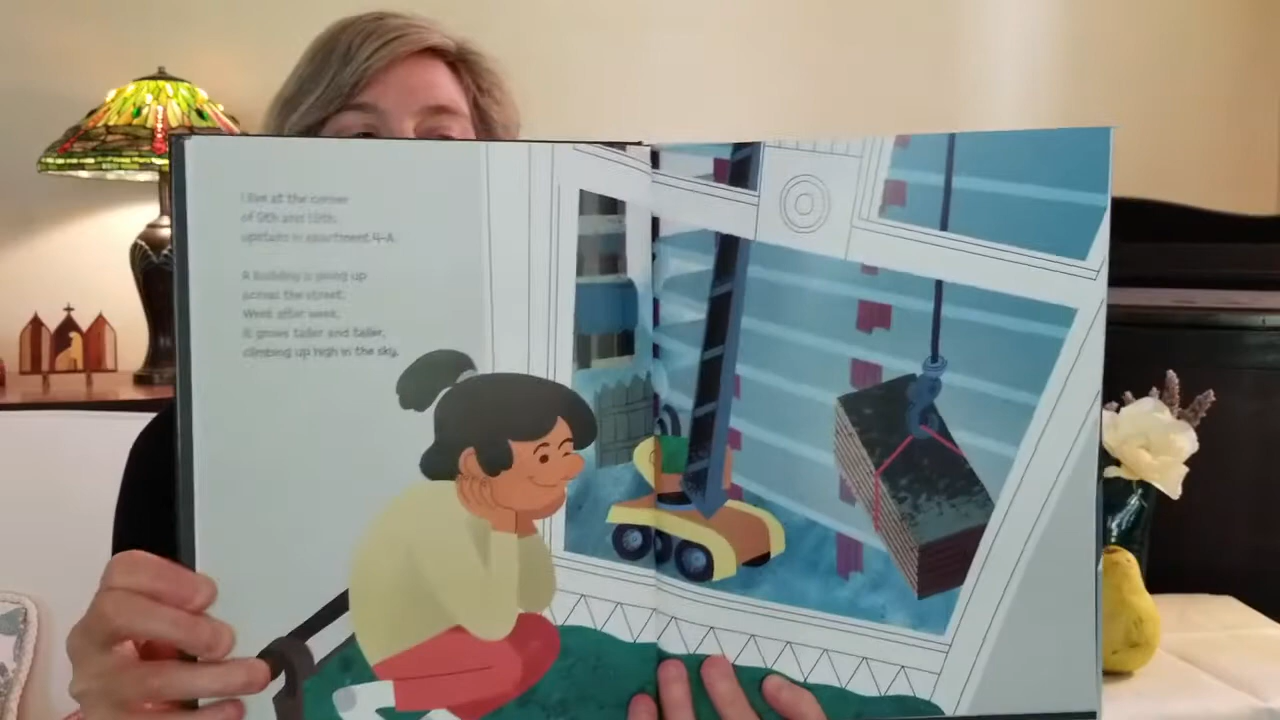 I live at the corner
of 9th and 10th,
upstairs in apartment 4-A.
A building is going up
across the street.
Week after week,
it grows taller and taller,
climbing up high in the sky.